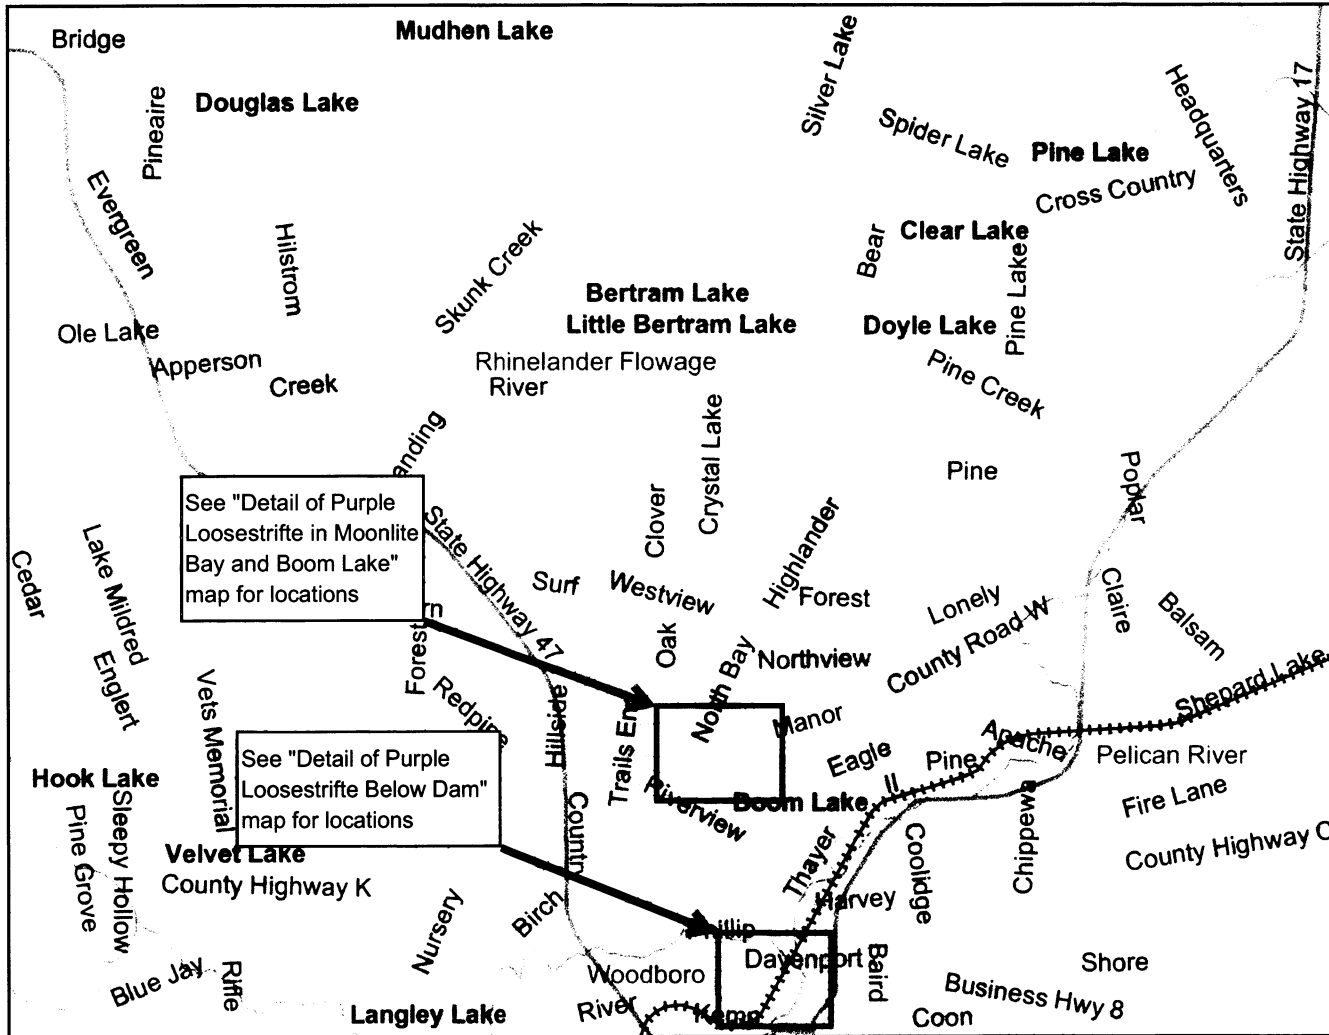 Bridge
Mudhen Lake
Silver Lake
Headquarters
State Highway 17
Douglas Lake
Pineaire
Spider Lake
Pine Lake
Cross Country
Evergreen
Hilstrom
Skunk Creek
Bear
Clear Lake
Pine Lake
Bertram Lake
Little Bertram Lake
Doyle Lake
Ole Lake
Apperson
Creek
Rhinelander Flowage
River
Pine Creek
anding
Crystal Lake
Clover
Pine
Poplar
See "Detail of Purple
Loosestrifte in Moonlite
Bay and Boom Lake"
map for locations
State Highway 47
Cedar
Lake Mildred
Surf
Westview
Highlander
Forest
Lonely
County Road W
Claire
Balsam
rn
Forest
Oak
North Bay
Northview
Shepard Lake
Englert
Vets Memorial
Redpine
Hillside
Trails En
Manor
Eagle
II
Pine
Apache
Pelican River
See "Detail of Purple
Loosestrifte Below Dam"
map for locations
Hook Lake
Pine Grove
Sleepy Hollow
Riverview
Boom Lake
Fire Lane
Chippewa
County Highway C
Velvet Lake
County Highway K
Countr
Thayer
Coolidge
Harvey
Nursery
Birch
Phillip
Blue Jay
Rifle
Woodboro
Davenport
Baird
Shore
Business Hwy 8
Langley Lake
River
Kemp
Coon